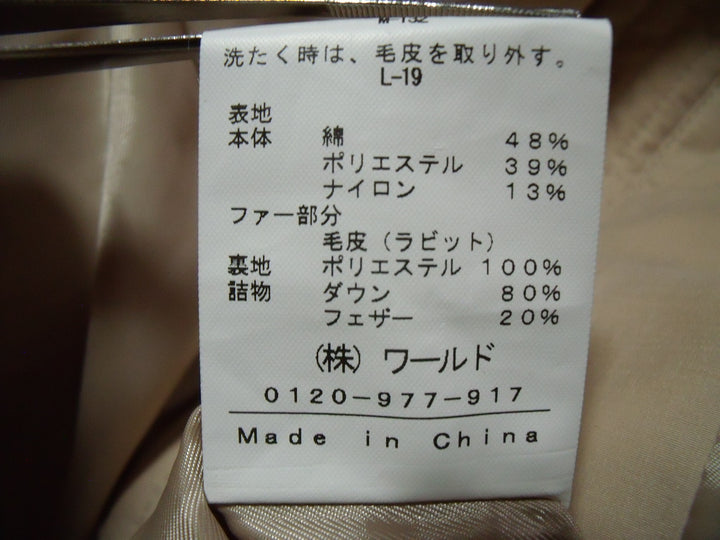 M-132
洗たく時は、毛皮を取り外す。
L-19
表地
本体 綿 48%
ポリエステル 39%
ナイロン 13%
ファー部分
毛皮(ラビット)
裏地 ポリエステル 100%
詰物 ダウン 80%
フェザー 20%
(株)ワールド
0120-977-917
Made in China